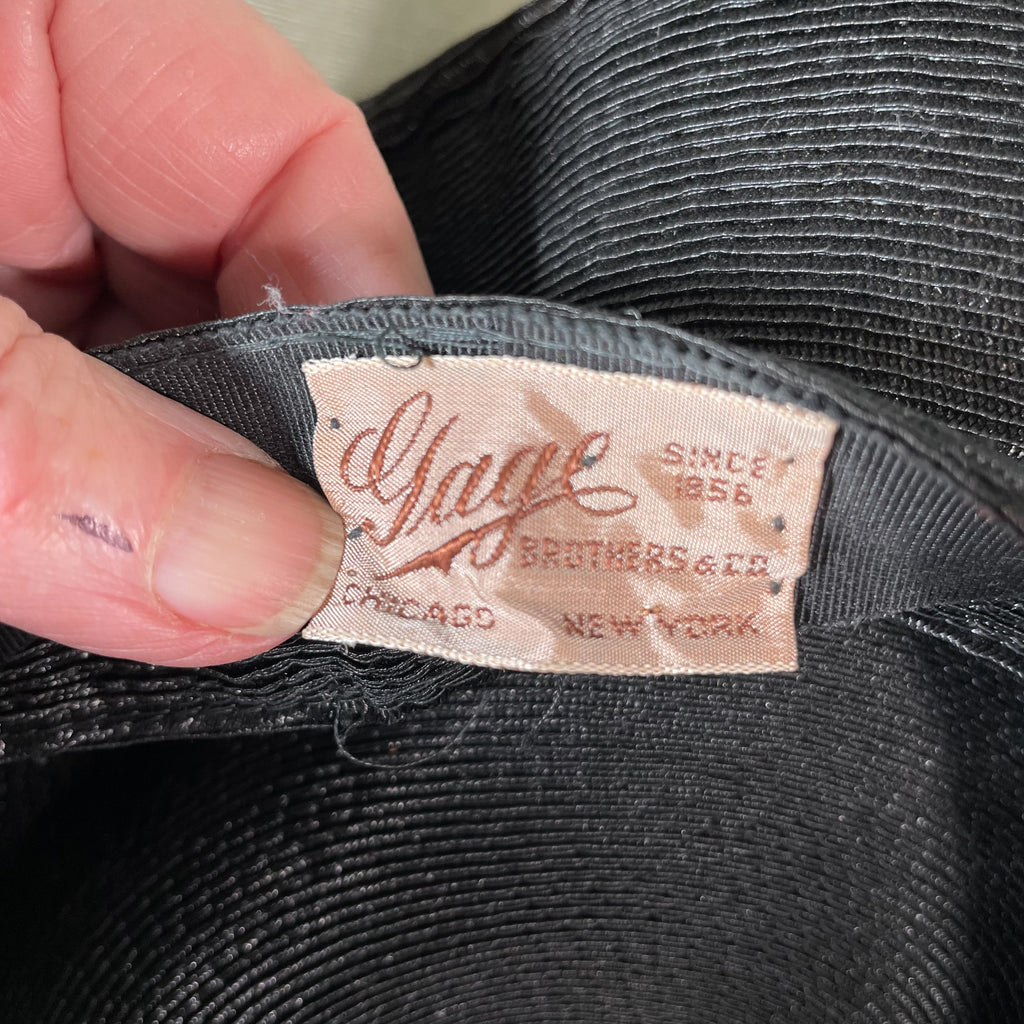 Gage
SINCE
1856
BROTHERS & CO.
CHICAGO NEW YORK